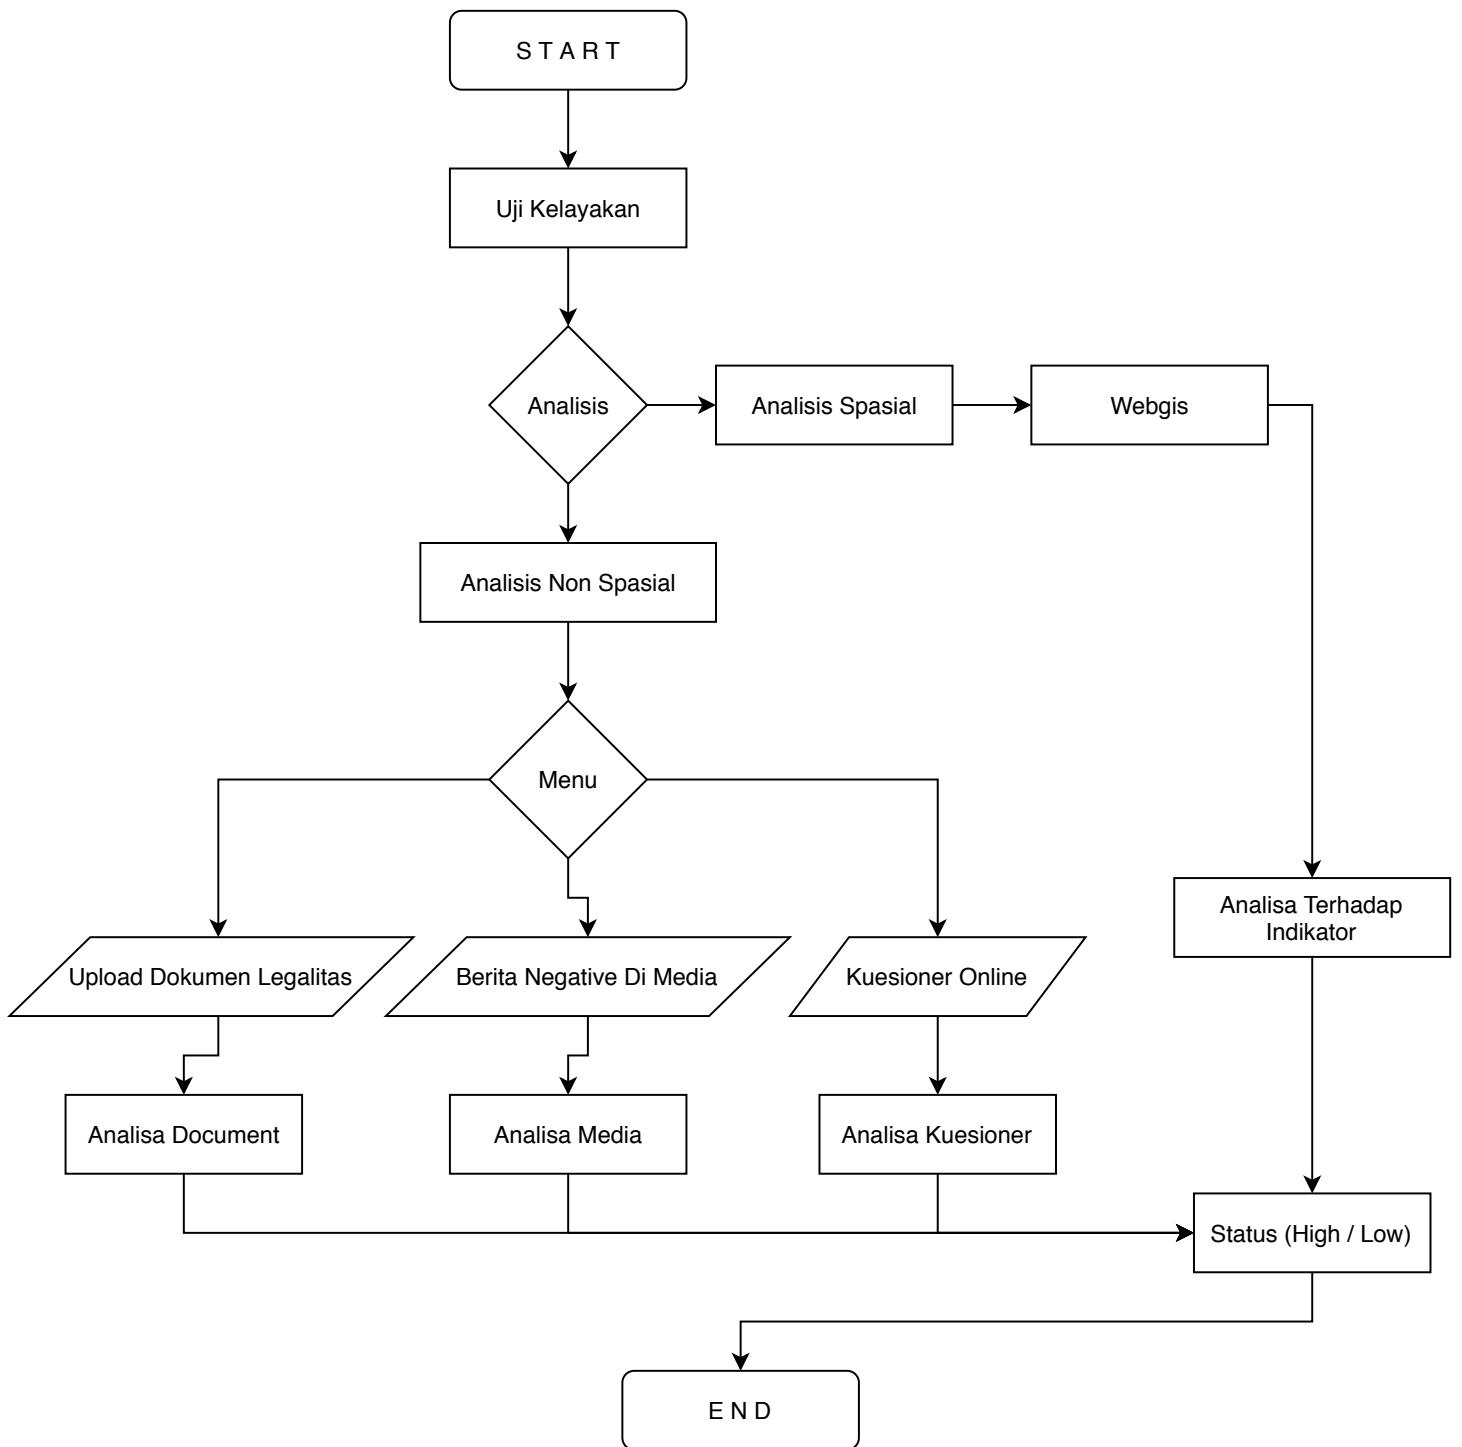 S T A R T
Uji Kelayakan
Analisis
Analisis Spasial
Webgis
Analisis Non Spasial
Menu
Analisa Terhadap
Indikator
Upload Dokumen Legalitas
Berita Negative Di Media
Kuesioner Online
Analisa Document
Analisa Media
Analisa Kuesioner
Status (High / Low)
E N D